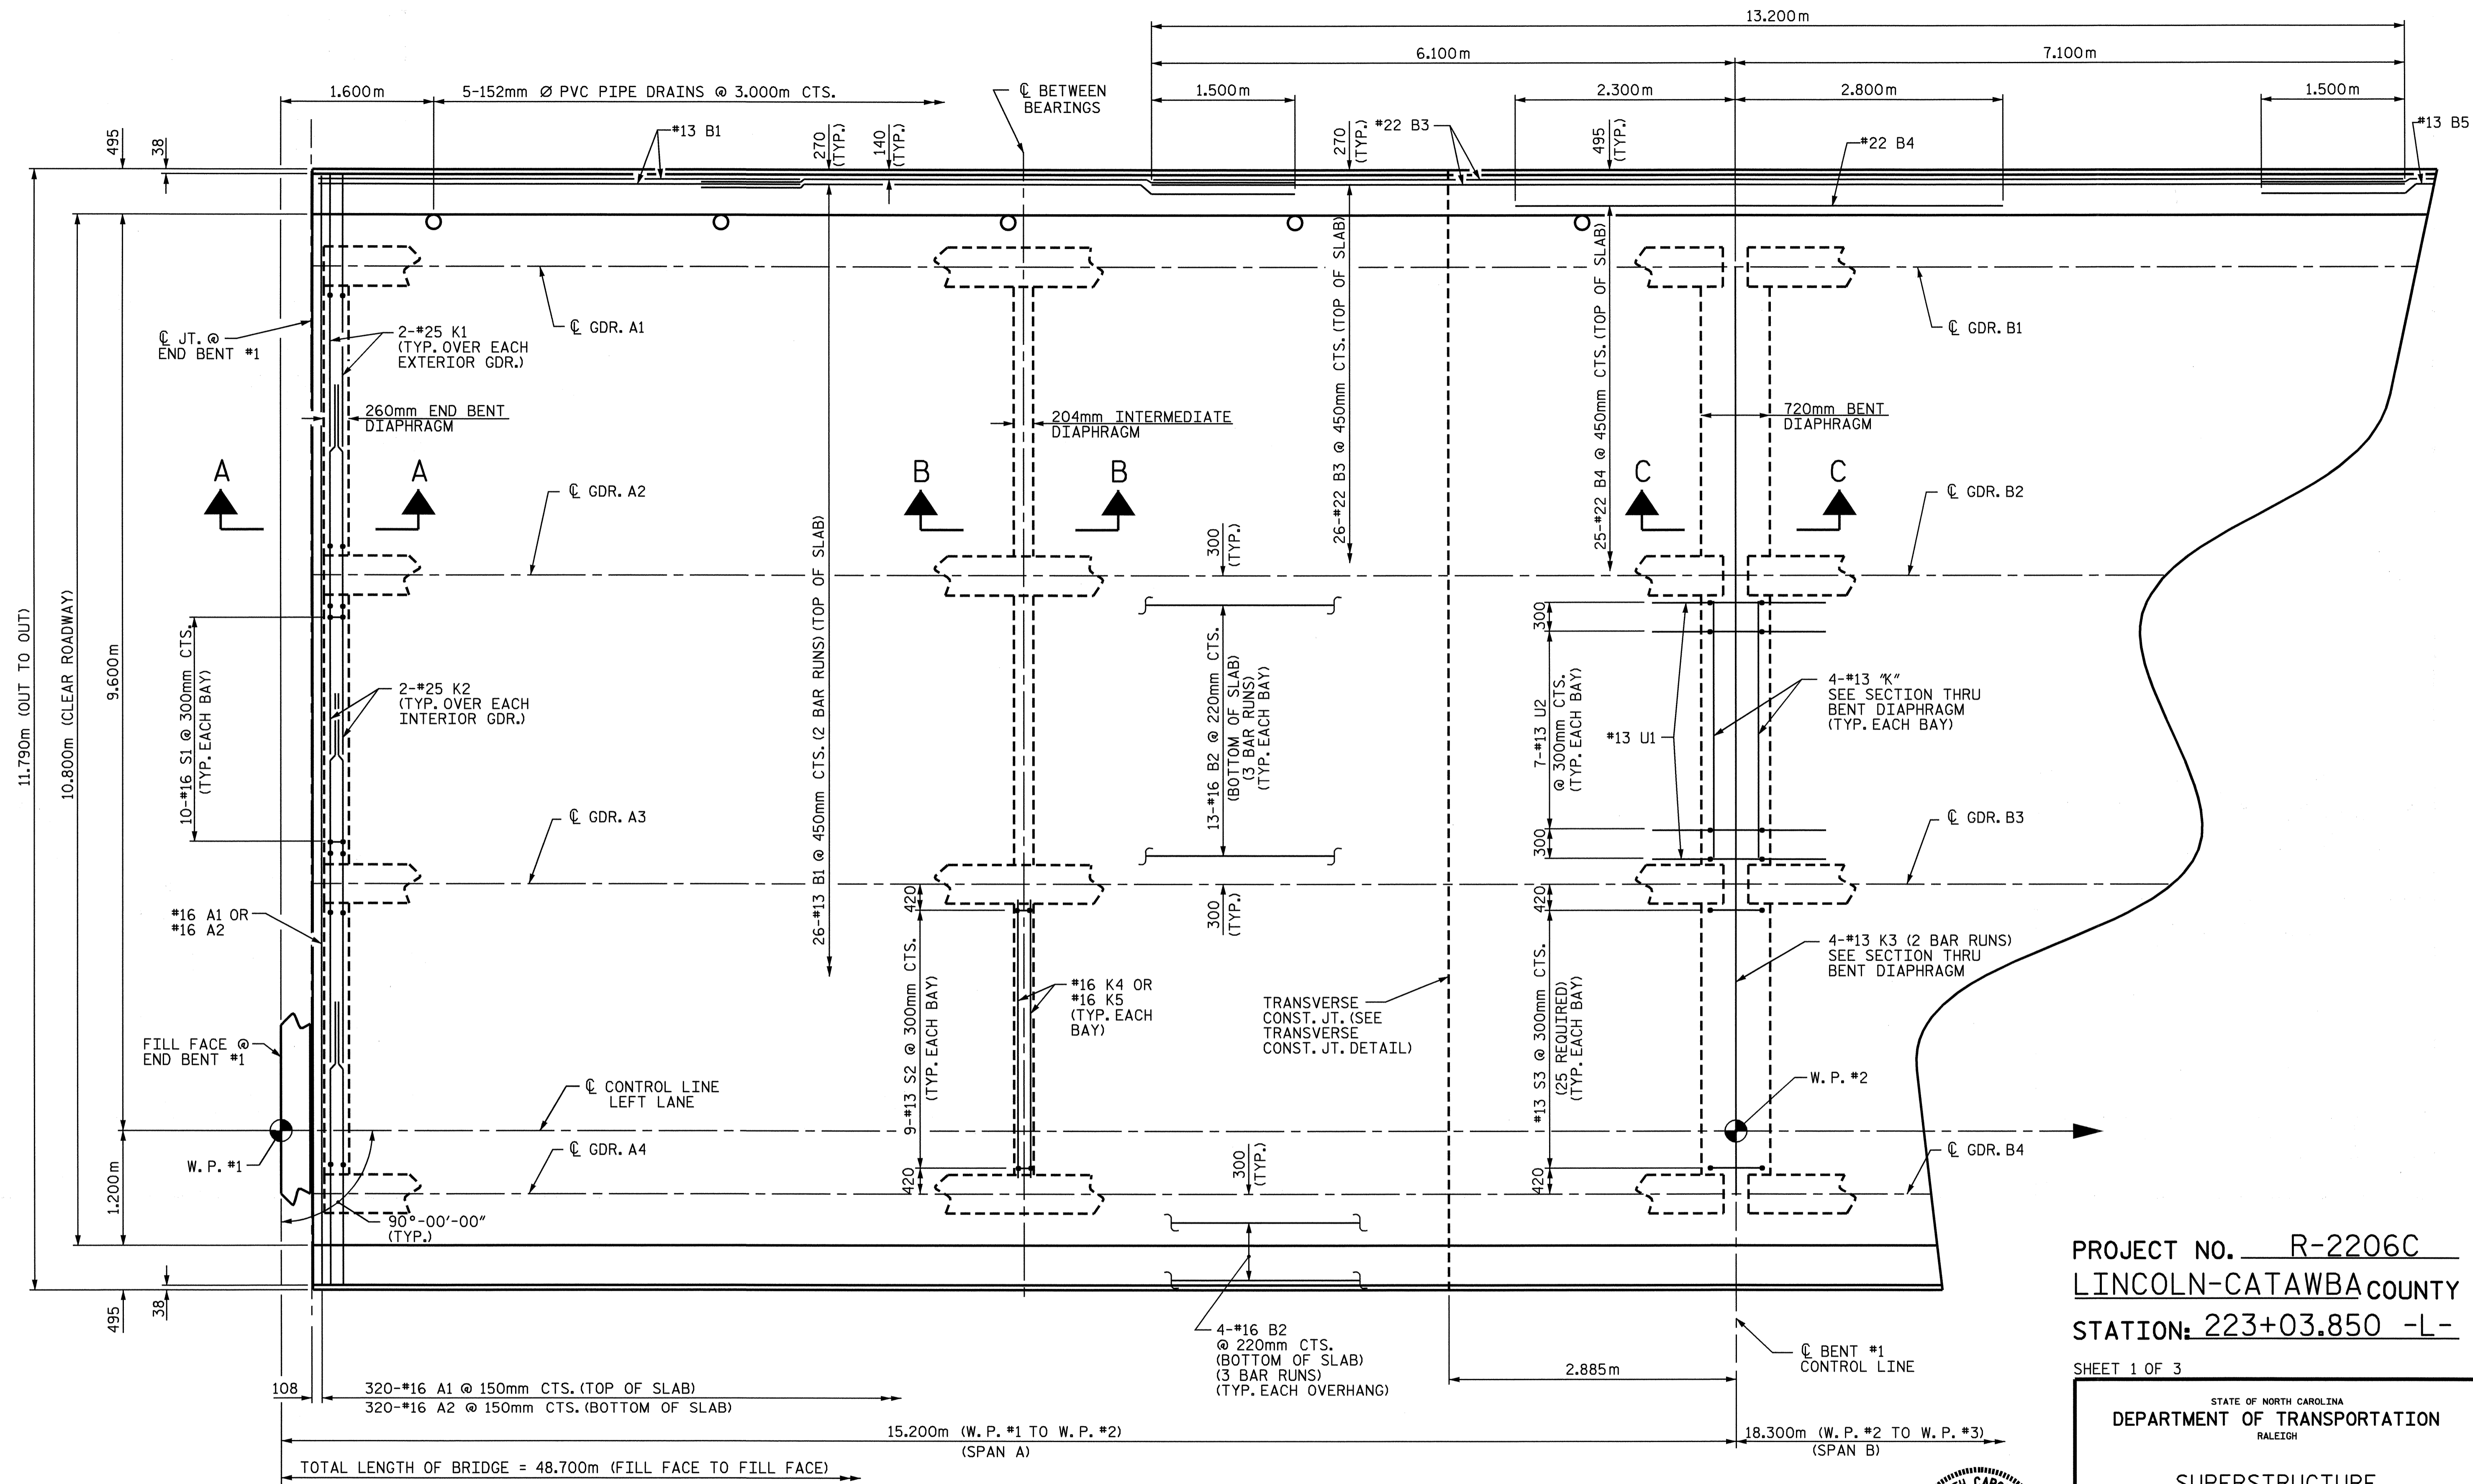 13.200m
6.100m
7.100m
1.600m
5-152mm Ø PVC PIPE DRAINS @ 3.000m CTS.
℄ BETWEEN
BEARINGS
1.500m
2.300m
2.800m
1.500m
495
38
#13 B1
270
(TYP.)
140
(TYP.)
270
(TYP.)
#22 B3
495
(TYP.)
#22 B4
#13 B5
℄ JT. @
END BENT #1
2-#25 K1
(TYP. OVER EACH
EXTERIOR GDR.)
℄ GDR. A1
℄ GDR. B1
260mm END BENT
DIAPHRAGM
204mm INTERMEDIATE
DIAPHRAGM
720mm BENT
DIAPHRAGM
A
A
B
B
C
C
℄ GDR. A2
℄ GDR. B2
26-#13 B1 @ 450mm CTS. (2 BAR RUNS) (TOP OF SLAB)
26-#22 B3 @ 450mm CTS. (TOP OF SLAB)
25-#22 B4 @ 450mm CTS. (TOP OF SLAB)
300
(TYP.)
11.790m (OUT TO OUT)
10.800m (CLEAR ROADWAY)
9.600m
10-#16 S1 @ 300mm CTS.
(TYP. EACH BAY)
2-#25 K2
(TYP. OVER EACH
INTERIOR GDR.)
13-#16 B2 @ 220mm CTS.
(BOTTOM OF SLAB)
(3 BAR RUNS)
(TYP. EACH BAY)
300
7-#13 U2
@ 300mm CTS.
(TYP. EACH BAY)
300
#13 U1
4-#13 "K"
SEE SECTION THRU
BENT DIAPHRAGM
(TYP. EACH BAY)
℄ GDR. A3
℄ GDR. B3
#16 A1 OR
#16 A2
420
9-#13 S2 @ 300mm CTS.
(TYP. EACH BAY)
420
300
(TYP.)
#16 K4 OR
#16 K5
(TYP. EACH
BAY)
TRANSVERSE
CONST. JT. (SEE
TRANSVERSE
CONST. JT. DETAIL)
420
#13 S3 @ 300mm CTS.
(25 REQUIRED)
(TYP. EACH BAY)
420
4-#13 K3 (2 BAR RUNS)
SEE SECTION THRU
BENT DIAPHRAGM
FILL FACE @
END BENT #1
℄ CONTROL LINE
LEFT LANE
W. P. #2
W. P. #1
℄ GDR. A4
℄ GDR. B4
1.200m
300
(TYP.)
90°-00'-00"
(TYP.)
495
38
4-#16 B2
@ 220mm CTS.
(BOTTOM OF SLAB)
(3 BAR RUNS)
(TYP. EACH OVERHANG)
2.885m
℄ BENT #1
CONTROL LINE
108
320-#16 A1 @ 150mm CTS. (TOP OF SLAB)
320-#16 A2 @ 150mm CTS. (BOTTOM OF SLAB)
15.200m (W. P. #1 TO W. P. #2)
(SPAN A)
18.300m (W. P. #2 TO W. P. #3)
(SPAN B)
TOTAL LENGTH OF BRIDGE = 48.700m (FILL FACE TO FILL FACE)
PROJECT NO. R-2206C
LINCOLN-CATAWBA COUNTY
STATION: 223+03.850 -L-
SHEET 1 OF 3
STATE OF NORTH CAROLINA
DEPARTMENT OF TRANSPORTATION
RALEIGH
SUPERSTRUCTURE